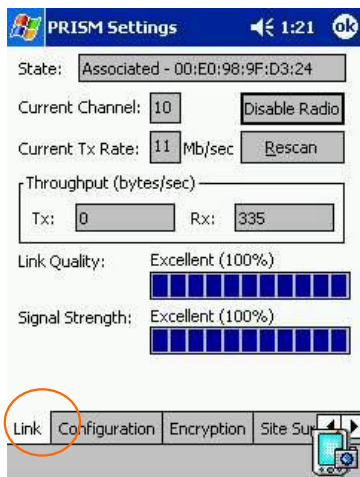 PRISM Settings 1:21 ok
State: Associated - 00:E0:98:9F:D3:24
Current Channel: 10 Disable Radio
Current Tx Rate: 11 Mb/sec Rescan
Throughput (bytes/sec)
Tx: 0 Rx: 335
Link Quality: Excellent (100%)
Signal Strength: Excellent (100%)
Link Configuration Encryption Site